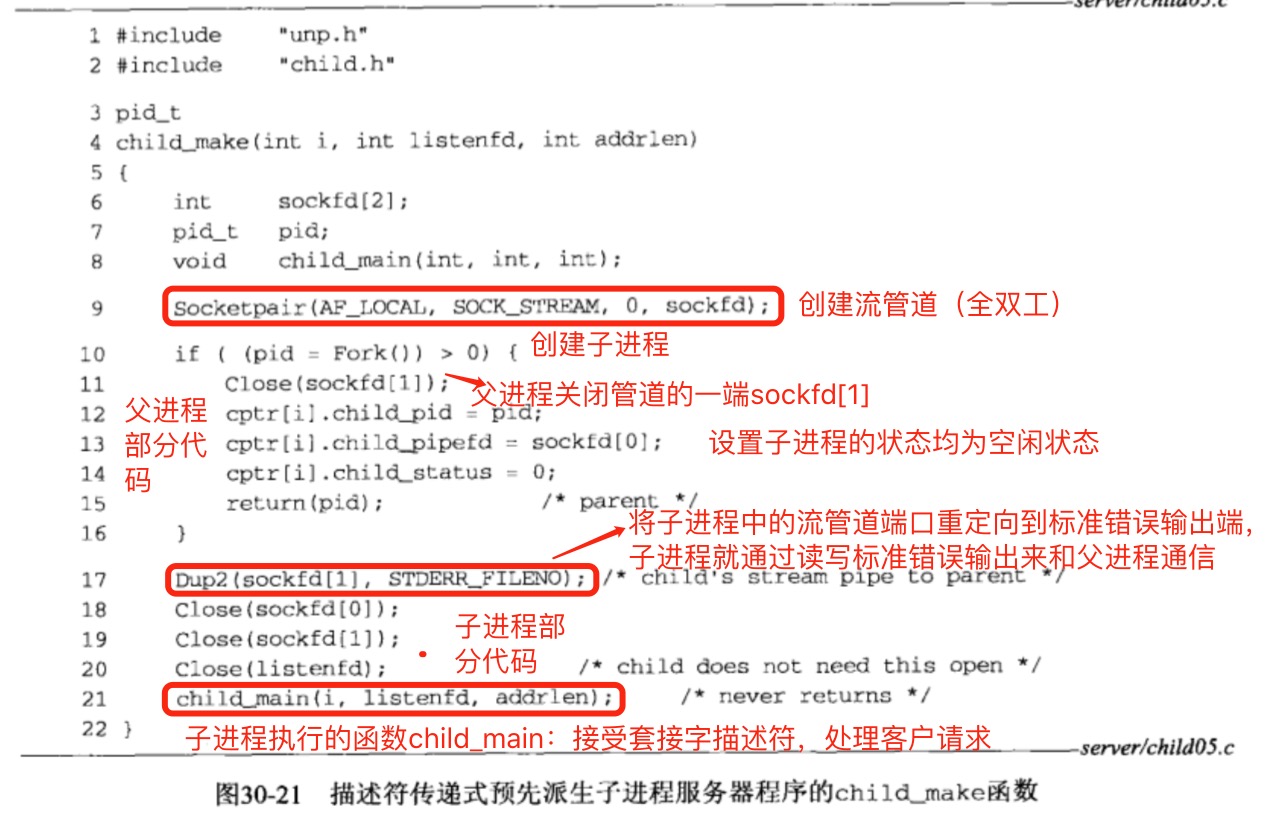 server/child05.c
1 #include "unp.h"
2 #include "child.h"
3 pid_t
4 child_make(int i, int listenfd, int addrlen)
5 {
6 int sockfd[2];
7 pid_t pid;
8 void child_main(int, int, int);
9 Socketpair(AF_LOCAL, SOCK_STREAM, 0, sockfd); 创建流管道（全双工）
10 if ( (pid = Fork()) > 0) { 创建子进程
11 Close(sockfd[1]);
父进程关闭管道的一端sockfd[1]
12 cptr[i].child_pid = pid;
13 cptr[i].child_pipefd = sockfd[0]; 设置子进程的状态均为空闲状态
14 cptr[i].child_status = 0;
父进程
部分代
码
15 return(pid); /* parent */
16 }
将子进程中的流管道端口重定向到标准错误输出端，
子进程就通过读写标准错误输出来和父进程通信
17 Dup2(sockfd[1], STDERR_FILENO); /* child's stream pipe to parent */
18 Close(sockfd[0]);
19 Close(sockfd[1]);
子进程部
分代码
20 Close(listenfd); /* child does not need this open */
21 child_main(i, listenfd, addrlen); /* never returns */
22 }
子进程执行的函数child_main：接受套接字描述符，处理客户请求
server/child05.c
图30-21 描述符传递式预先派生子进程服务器程序的child_make函数